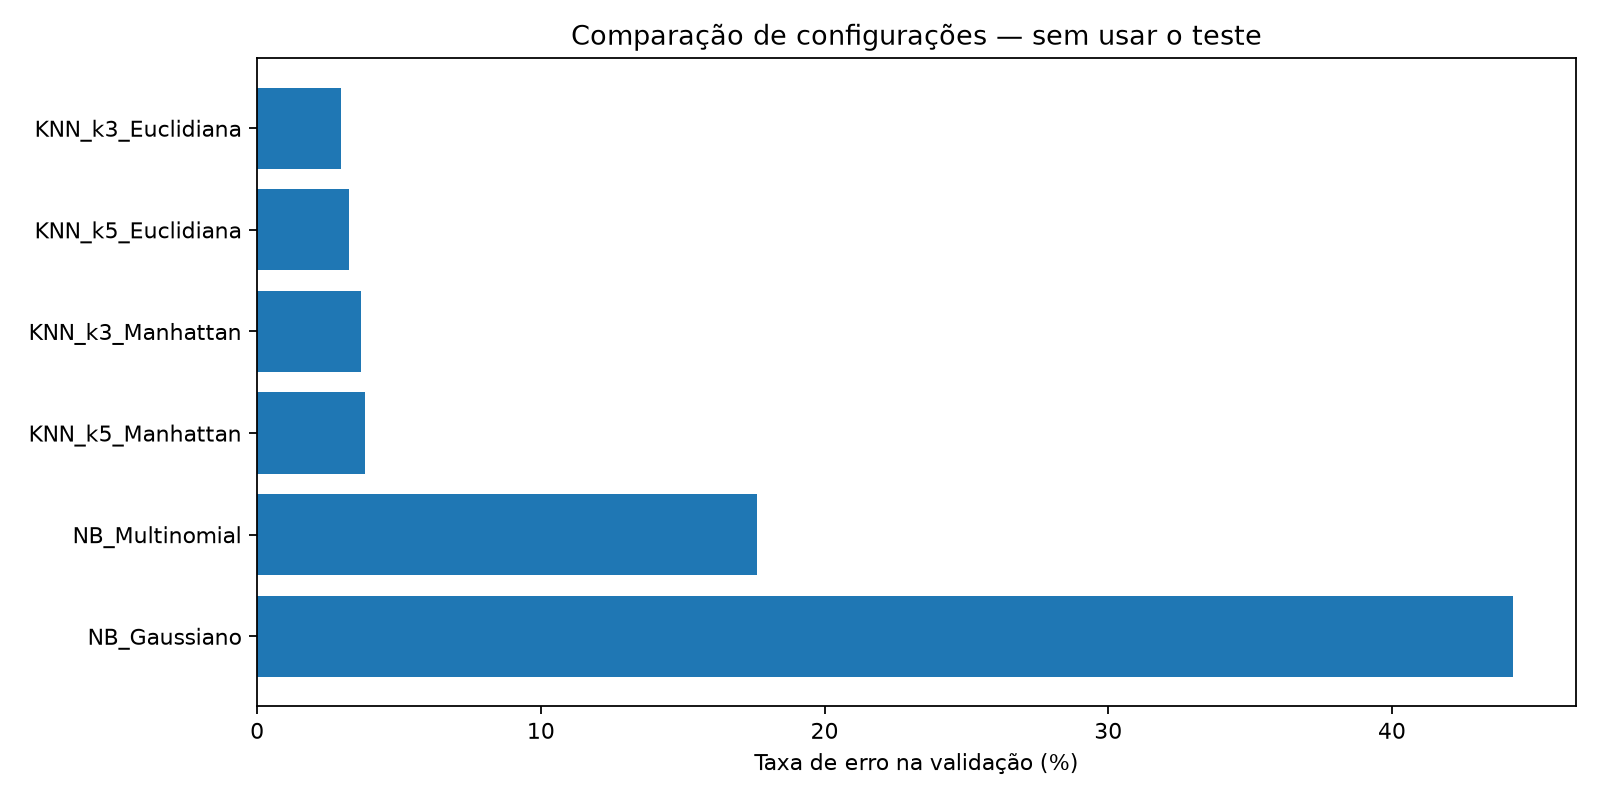 Comparação de configurações — sem usar o teste
KNN_k3_Euclidiana
KNN_k5_Euclidiana
KNN_k3_Manhattan
KNN_k5_Manhattan
NB_Multinomial
NB_Gaussiano
0 10 20 30 40
Taxa de erro na validação (%)